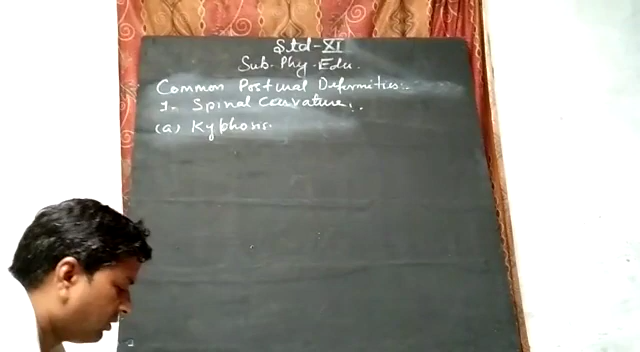 Std-XI
Sub-Phy.Edu.
Common Postural Deformities:-
1. Spinal Curvature:.
(a) Kyphosis.